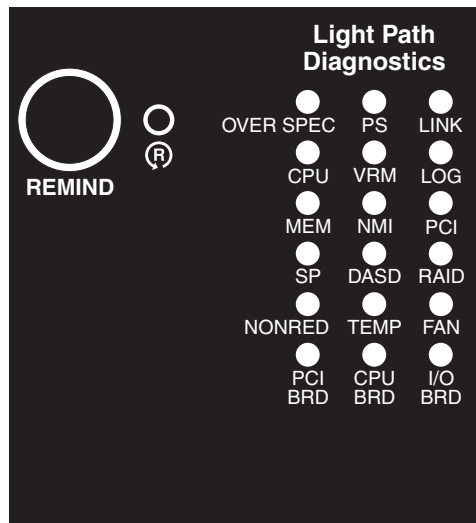 Light Path
Diagnostics
OVER SPEC PS LINK
R
REMIND
CPU VRM LOG
MEM NMI PCI
SP DASD RAID
NONRED TEMP FAN
PCI CPU I/O
BRD BRD BRD